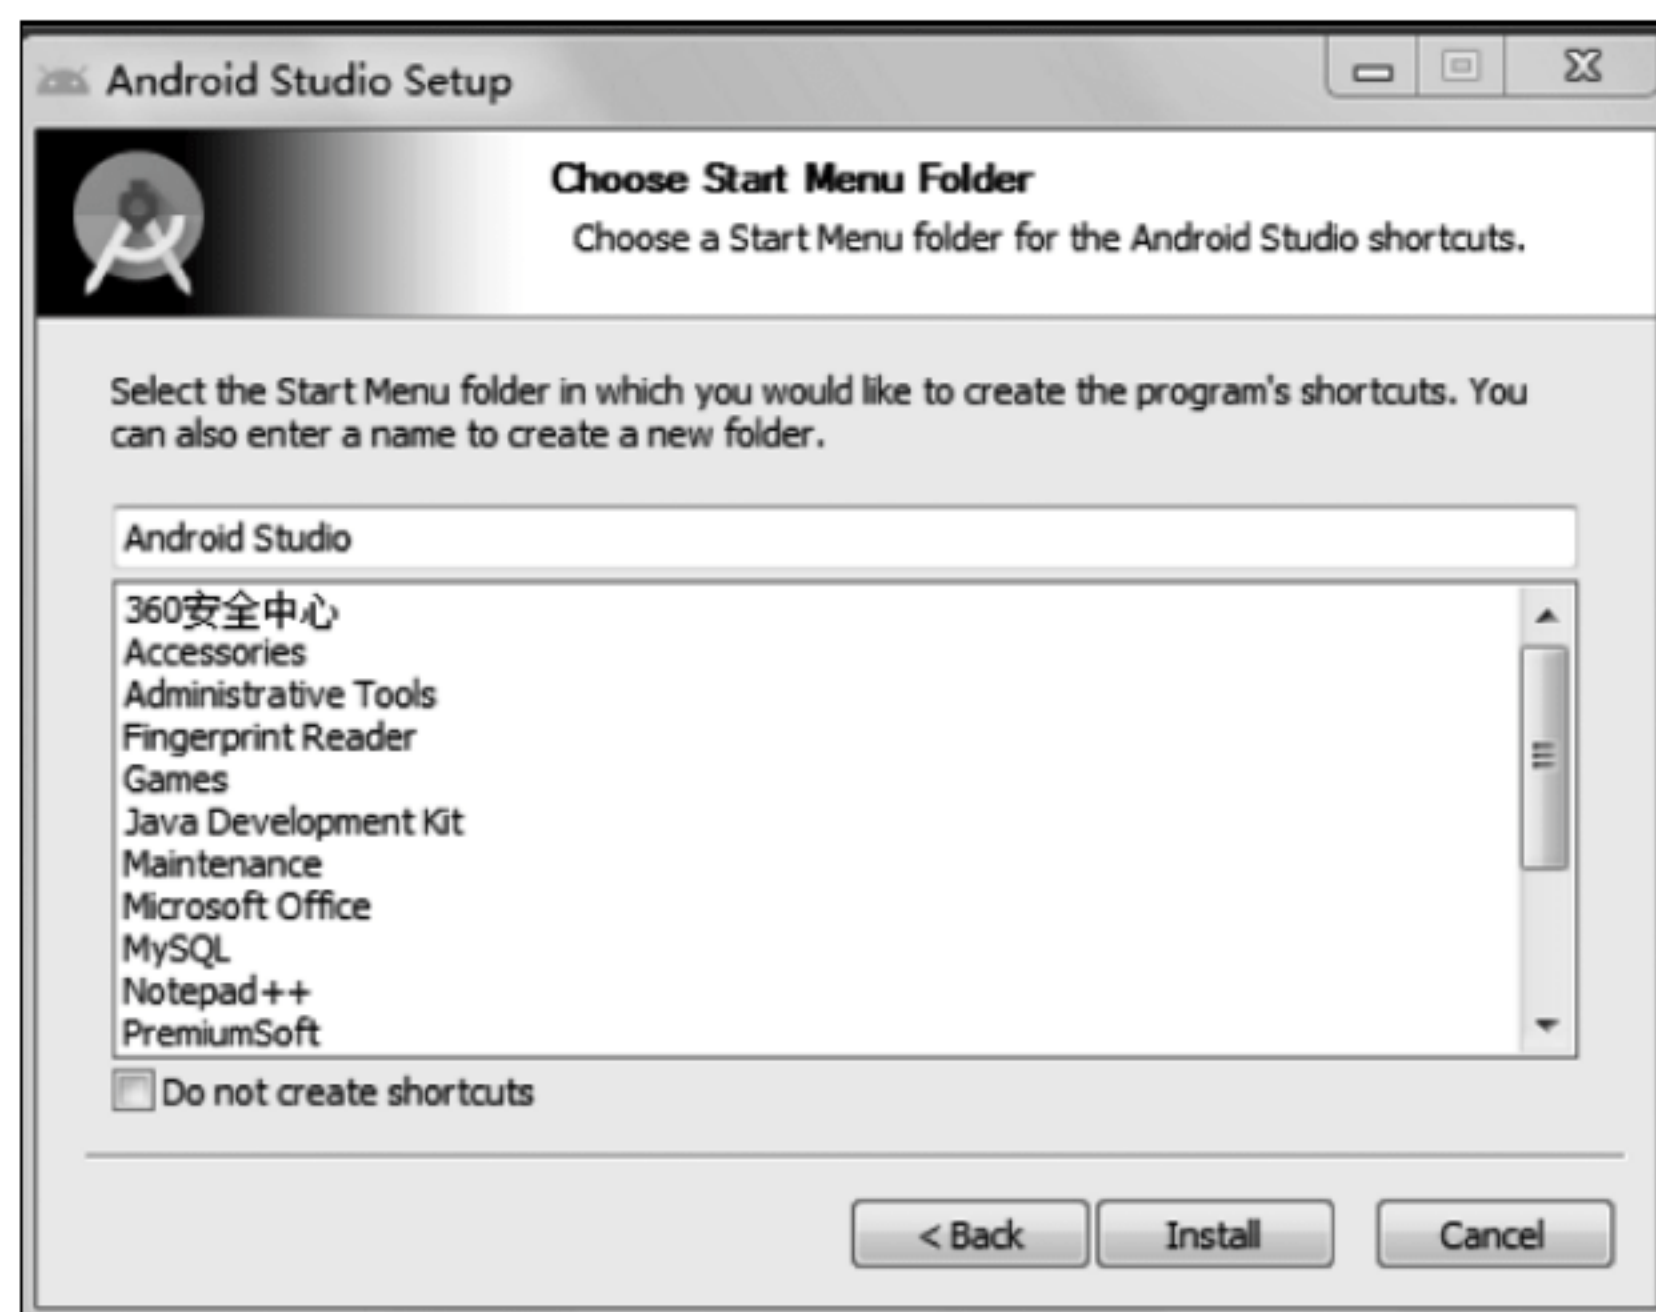 Android Studio Setup
Choose Start Menu Folder
Choose a Start Menu folder for the Android Studio shortcuts.
Select the Start Menu folder in which you would like to create the program's shortcuts. You
can also enter a name to create a new folder.
Android Studio
360安全中心
Accessories
Administrative Tools
Fingerprint Reader
Games
Java Development Kit
Maintenance
Microsoft Office
MySQL
Notepad++
PremiumSoft
Do not create shortcuts
< Back
Install
Cancel